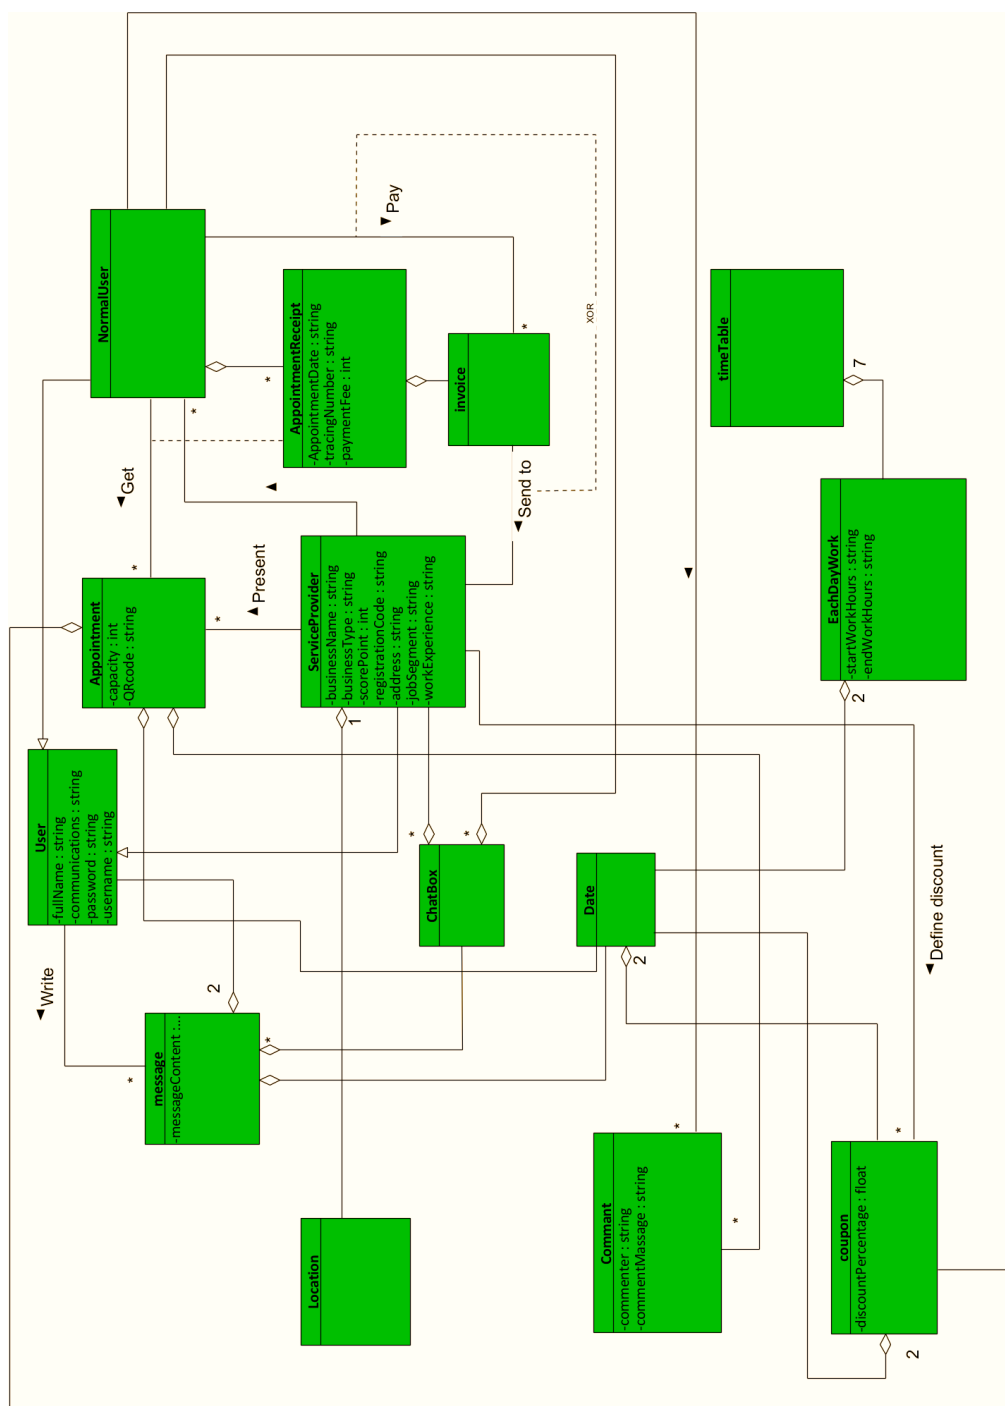 NormalUser
Pay
AppointmentReceipt
-AppointmentDate : string
-tracingNumber : string
-paymentFee : int
*
invoice
*
XOR
timeTable
7
*
Get
*
Send to
Present
*
Appointment
-capacity : int
-QRcode : string
ServiceProvider
-businessName : string
-businessType : string
-scorePoint : int
-registrationCode : string
-address : string
-jobSegment : string
-workExperience : string
1
EachDayWork
-startWorkHours : string
-endWorkHours : string
2
User
-fullName : string
-communications : string
-password : string
-username : string
*
*
ChatBox
Date
2
Define discount
Write
2
*
*
message
-messageContent :...
Location
*
*
Commant
-commenter : string
-commentMassage : string
*
coupon
-discountPercentage : float
2